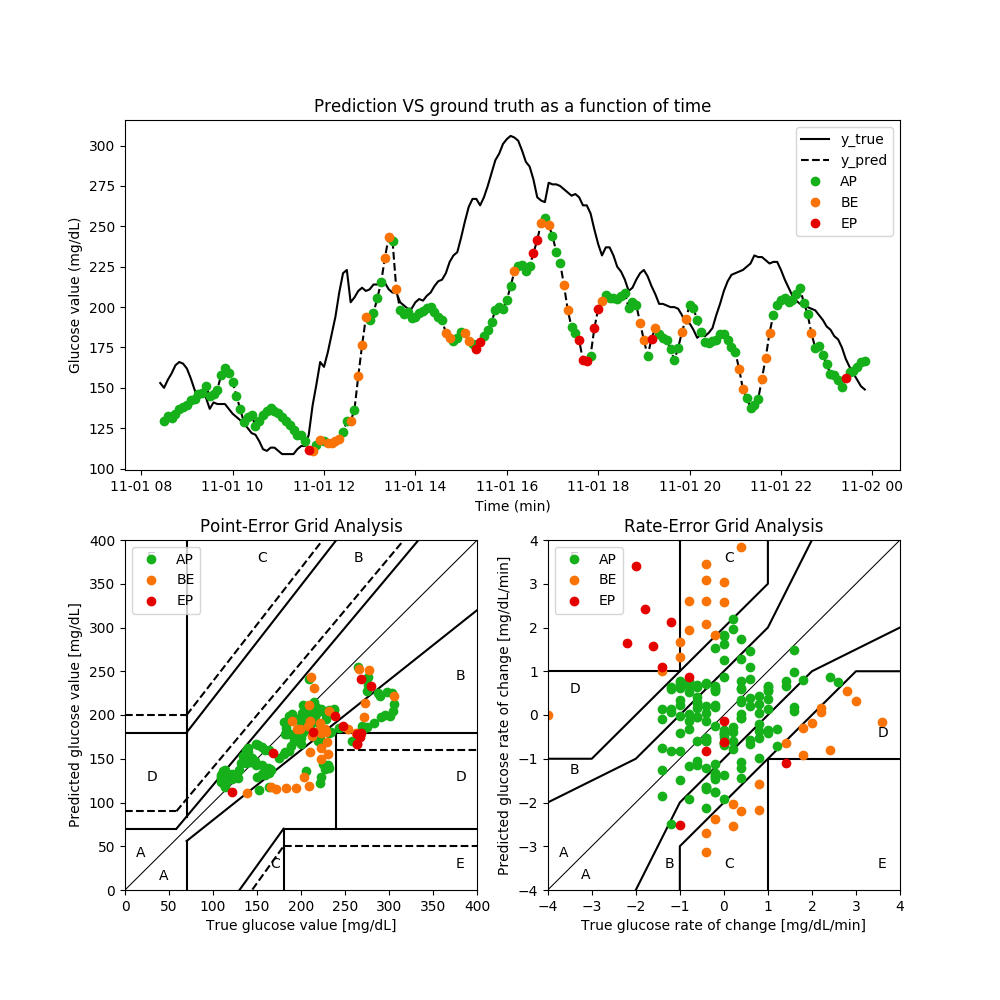 Prediction VS ground truth as a function of time
Glucose value (mg/dL)
300
275
250
225
200
175
150
125
100
y_true
y_pred
AP
BE
EP
11-01 08 11-01 10 11-01 12 11-01 14 11-01 16 11-01 18 11-01 20 11-01 22 11-02 00
Time (min)
Point-Error Grid Analysis
Predicted glucose value [mg/dL]
400
350
300
250
200
150
100
50
0
AP
BE
EP
C
B
B
D
D
A
A
C
E
0 50 100 150 200 250 300 350 400
True glucose value [mg/dL]
Rate-Error Grid Analysis
Predicted glucose rate of change [mg/dL/min]
4
3
2
1
0
−1
−2
−3
−4
AP
BE
EP
C
D
D
B
A
A
B
C
E
−4 −3 −2 −1 0 1 2 3 4
True glucose rate of change [mg/dL/min]